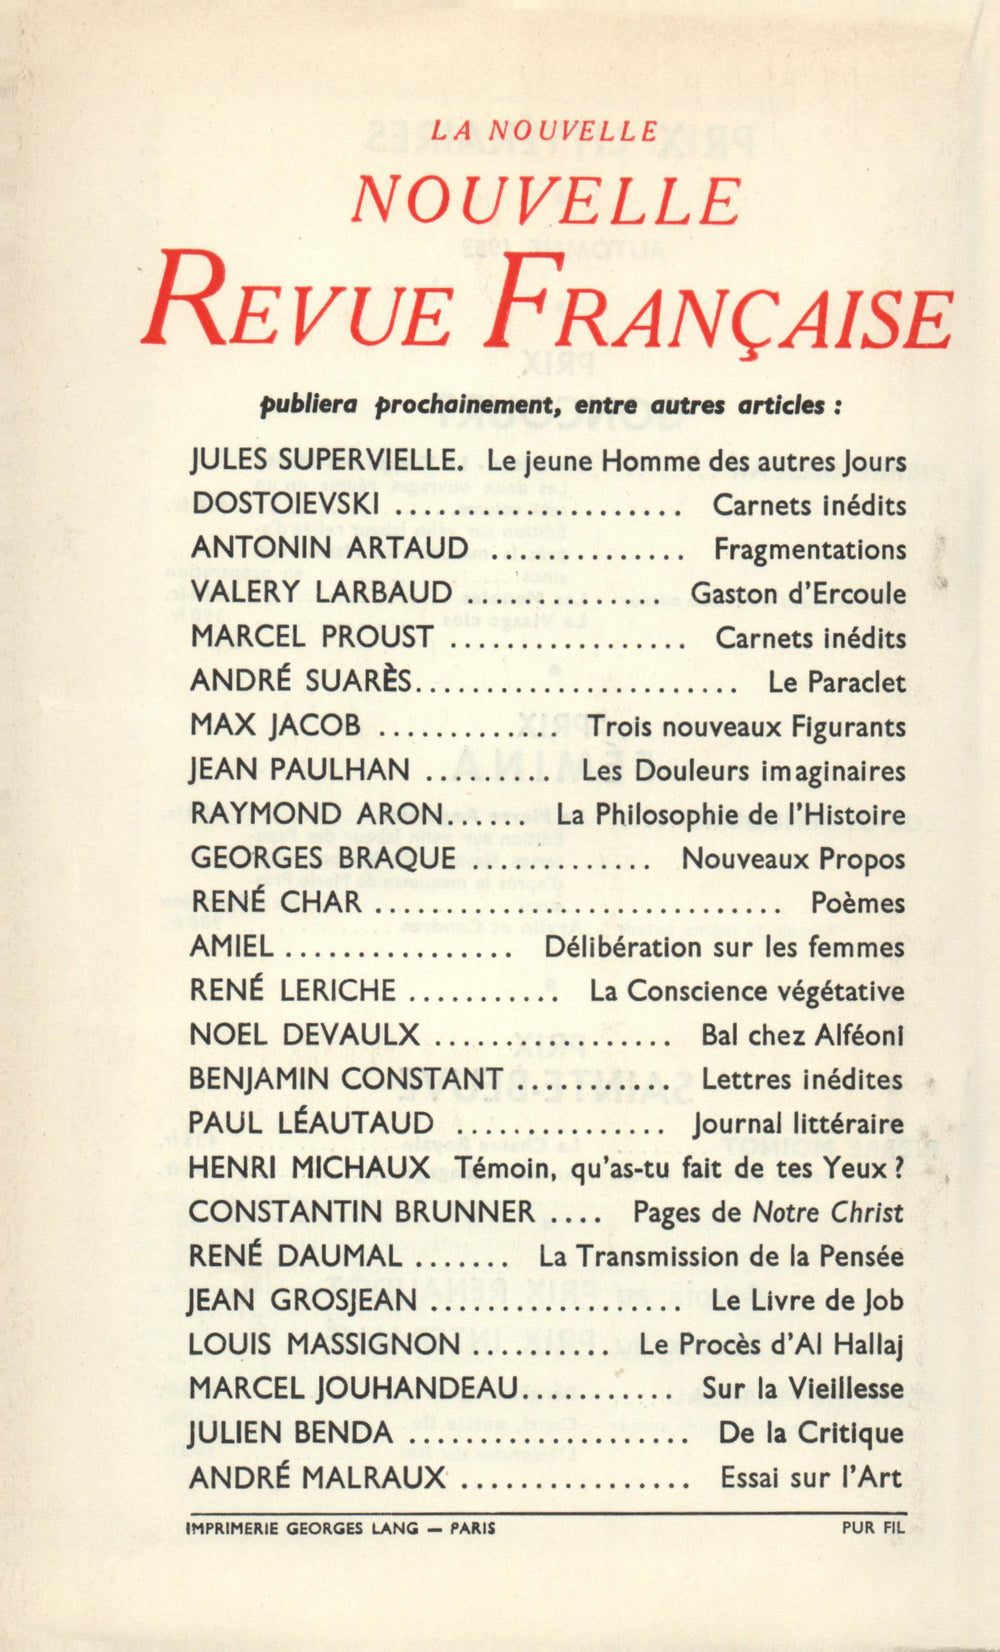 LA NOUVELLE
NOUVELLE
REVUE FRANÇAISE
publiera prochainement, entre autres articles :
JULES SUPERVIELLE. Le jeune Homme des autres Jours
DOSTOIEVSKI .................... Carnets inédits
ANTONIN ARTAUD .............. Fragmentations
VALERY LARBAUD .............. Gaston d'Ercoule
MARCEL PROUST ................. Carnets inédits
ANDRÉ SUARÈS....................... Le Paraclet
MAX JACOB ............. Trois nouveaux Figurants
JEAN PAULHAN ......... Les Douleurs imaginaires
RAYMOND ARON...... La Philosophie de l'Histoire
GEORGES BRAQUE ............. Nouveaux Propos
RENÉ CHAR ............................. Poèmes
AMIEL ................ Délibération sur les femmes
RENÉ LERICHE ........... La Conscience végétative
NOEL DEVAULX ................. Bal chez Alféoni
BENJAMIN CONSTANT ........... Lettres inédites
PAUL LÉAUTAUD ............... Journal littéraire
HENRI MICHAUX Témoin, qu'as-tu fait de tes Yeux ?
CONSTANTIN BRUNNER .... Pages de Notre Christ
RENÉ DAUMAL ....... La Transmission de la Pensée
JEAN GROSJEAN .................. Le Livre de Job
LOUIS MASSIGNON .......... Le Procès d'Al Hallaj
MARCEL JOUHANDEAU........... Sur la Vieillesse
JULIEN BENDA .................... De la Critique
ANDRÉ MALRAUX ................ Essai sur l'Art
IMPRIMERIE GEORGES LANG — PARIS PUR FIL